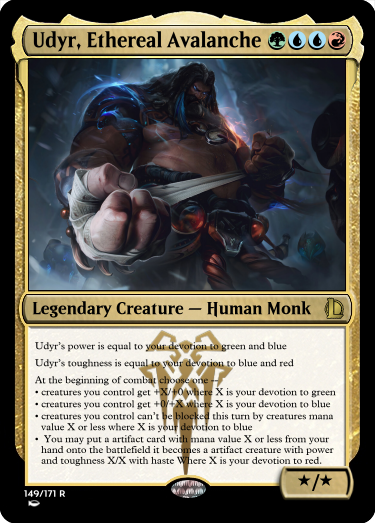 Udyr, Ethereal Avalanche
Legendary Creature — Human Monk
Udyr's power is equal to your devotion to green and blue
Udyr's toughness is equal to your devotion to blue and red
At the beginning of combat choose one —
• creatures you control get +X/+0 where X is your devotion to green
• creatures you control get +0/+X where X is your devotion to blue
• creatures you control can't be blocked this turn by creatures mana
value X or less where X is your devotion to blue
• You may put a artifact card with mana value X or less from your
hand onto the battlefield it becomes a artifact creature with power
and toughness X/X with haste Where X is your devotion to red.
★/★
149/171 R